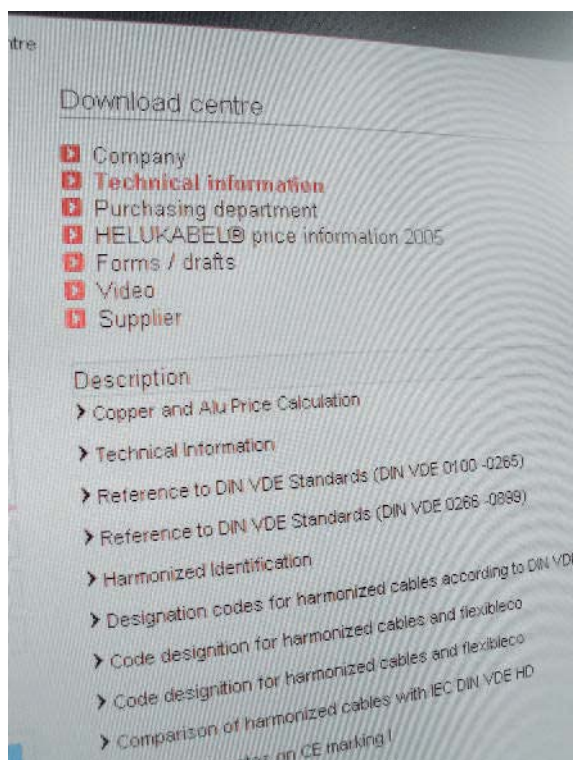 Download centre
Company
Technical information
Purchasing department
HELUKABEL® price information 2005
Forms / drafts
Video
Supplier
Description
Copper and Alu Price Calculation
Technical Information
Reference to DIN VDE Standards (DIN VDE 0100 -0265)
Reference to DIN VDE Standards (DIN VDE 0266 -0899)
Harmonized Identification
Designation codes for harmonized cables according to DIN VDE
Code designition for harmonized cables and flexibleco
Code designition for harmonized cables and flexibleco
Comparison of harmonized cables with IEC DIN VDE HD
on CE marking I